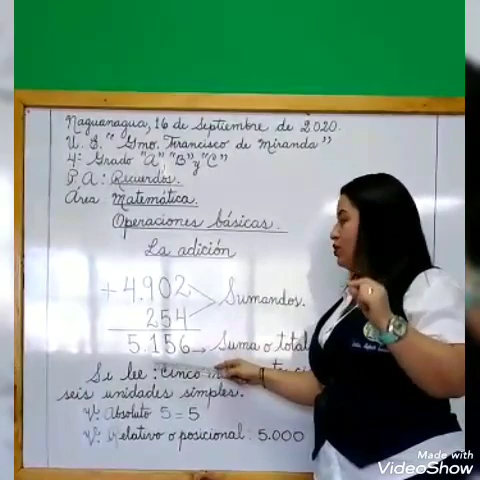 Naguanagua, 16 de Septiembre de 2020.
U. E. "Gmo. Francisco de Miranda"
4: Grado "A", "B" y "C"
P. A: Recuerdos.
Área Matemática.
Operaciones básicas.
La adición
+ 4.902
254
Sumandos.
5.156 → Suma o total
Se lee: cinco
seis unidades simples.
Vº Absoluto 5 = 5
Vº Relativo o posicional: 5.000
Made with
VideoShow